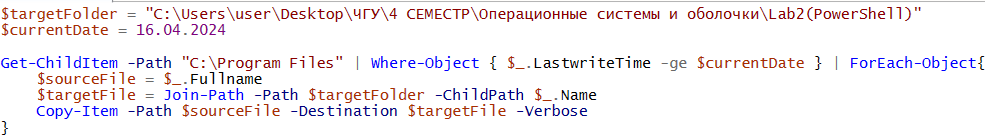 $targetFolder = "C:\Users\user\Desktop\ЧГУ\4 СЕМЕСТР\Операционные системы и оболочки\Lab2(PowerShell)"
$currentDate = 16.04.2024
Get-ChildItem -Path "C:\Program Files" | Where-Object { $_.LastwriteTime -ge $currentDate } | ForEach-Object{
$sourceFile = $_.Fullname
$targetFile = Join-Path -Path $targetFolder -ChildPath $_.Name
Copy-Item -Path $sourceFile -Destination $targetFile -Verbose
}